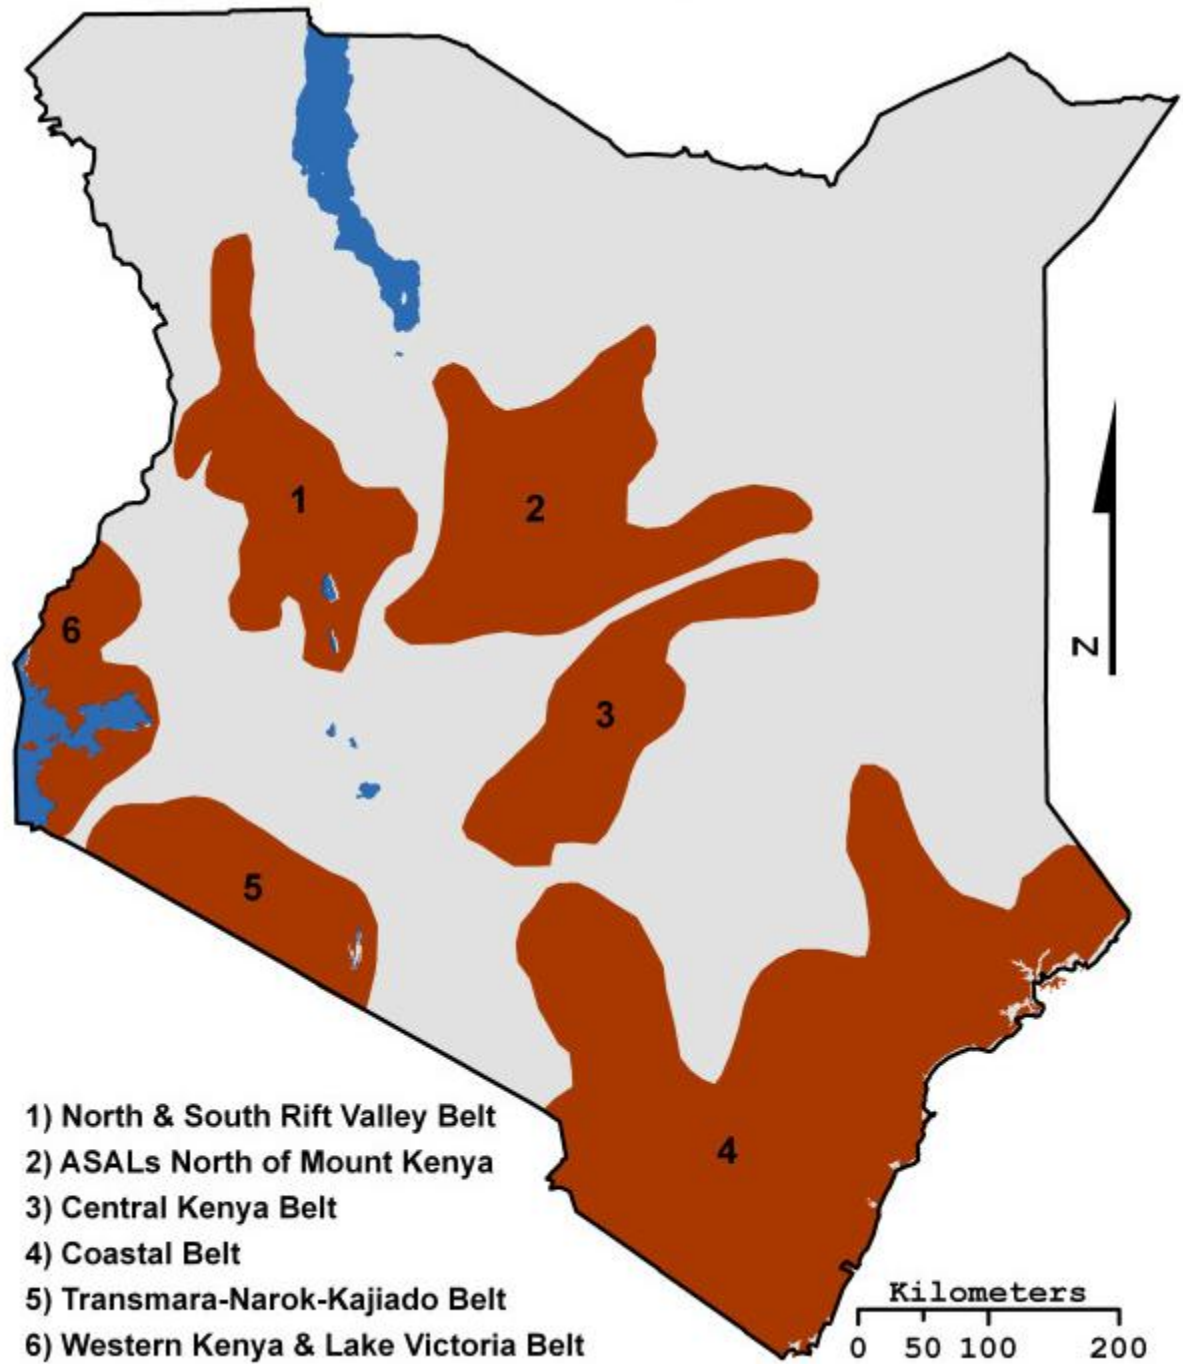 1
2
6
3
5
4
N
1) North & South Rift Valley Belt
2) ASALs North of Mount Kenya
3) Central Kenya Belt
4) Coastal Belt
5) Transmara-Narok-Kajiado Belt
6) Western Kenya & Lake Victoria Belt
Kilometers
0 50 100 200